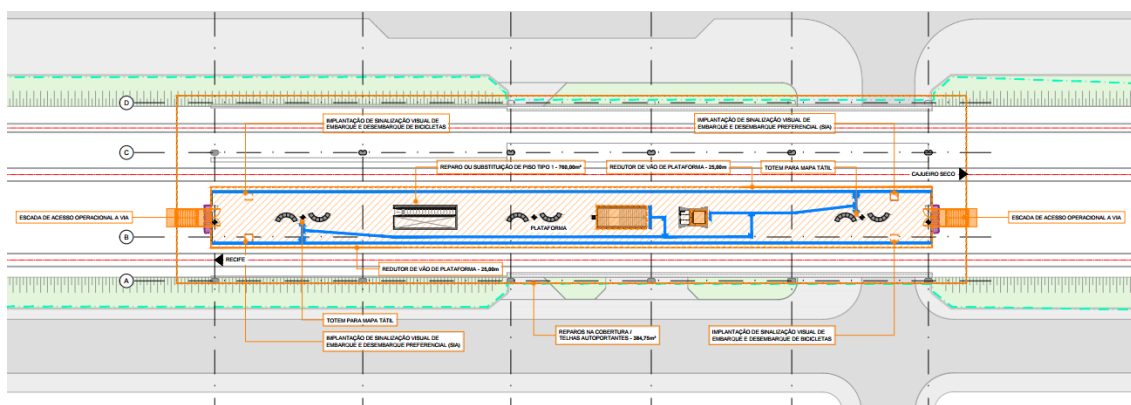 D
IMPLANTAÇÃO DE SINALIZAÇÃO VISUAL DE
EMBARQUE E DESEMBARQUE DE BICICLETAS
IMPLANTAÇÃO DE SINALIZAÇÃO VISUAL DE
EMBARQUE E DESEMBARQUE PREFERENCIAL (SIA)
C
REPARO OU SUBSTITUIÇÃO DE PISO TIPO 1 - 760,00m²
REDUTOR DE VÃO DE PLATAFORMA - 25,00m
TOTEM PARA MAPA TÁTIL
CAJUEIRO SECO
ESCADA DE ACESSO OPERACIONAL A VIA
ESCADA DE ACESSO OPERACIONAL A VIA
PLATAFORMA
B
RECIFE
REDUTOR DE VÃO DE PLATAFORMA - 25,00m
A
TOTEM PARA MAPA TÁTIL
IMPLANTAÇÃO DE SINALIZAÇÃO VISUAL DE
EMBARQUE E DESEMBARQUE PREFERENCIAL (SIA)
REPAROS NA COBERTURA /
TELHAS AUTOPORTANTES - 384,75m²
IMPLANTAÇÃO DE SINALIZAÇÃO VISUAL DE
EMBARQUE E DESEMBARQUE DE BICICLETAS